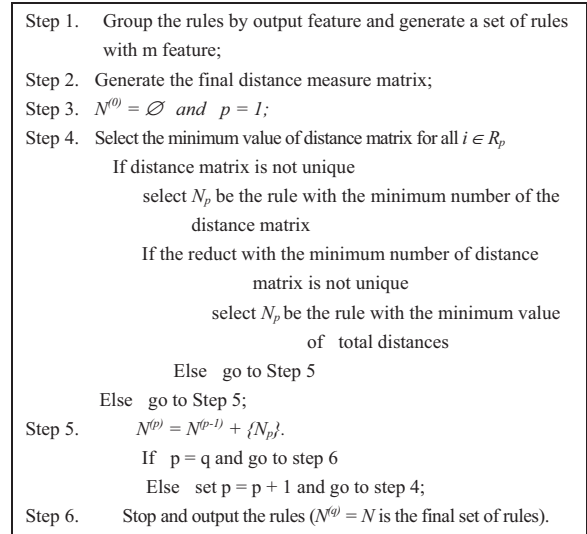 Step 1. Group the rules by output feature and generate a set of rules
with m feature;
Step 2. Generate the final distance measure matrix;
Step 3. N⁽⁰⁾ = ∅ and p = 1;
Step 4. Select the minimum value of distance matrix for all i ∈ Rₚ
If distance matrix is not unique
select Nₚ be the rule with the minimum number of the
distance matrix
If the reduct with the minimum number of distance
matrix is not unique
select Nₚ be the rule with the minimum value
of total distances
Else go to Step 5
Else go to Step 5;
Step 5. N⁽ᵖ⁾ = N⁽ᵖ⁻¹⁾ + {Nₚ}.
If p = q and go to step 6
Else set p = p + 1 and go to step 4;
Step 6. Stop and output the rules (N^(q) = N is the final set of rules).